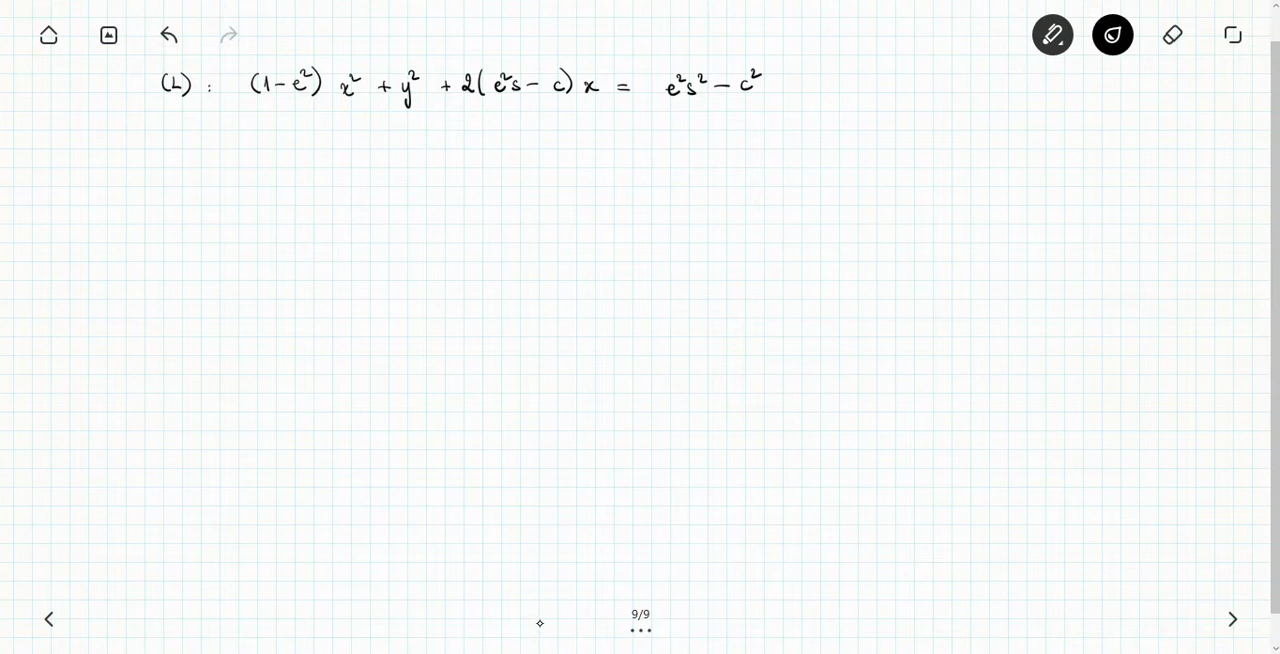 (L) : (1 - e²) x² + y² + 2(e²s - c) x = e²s² - c²
9/9